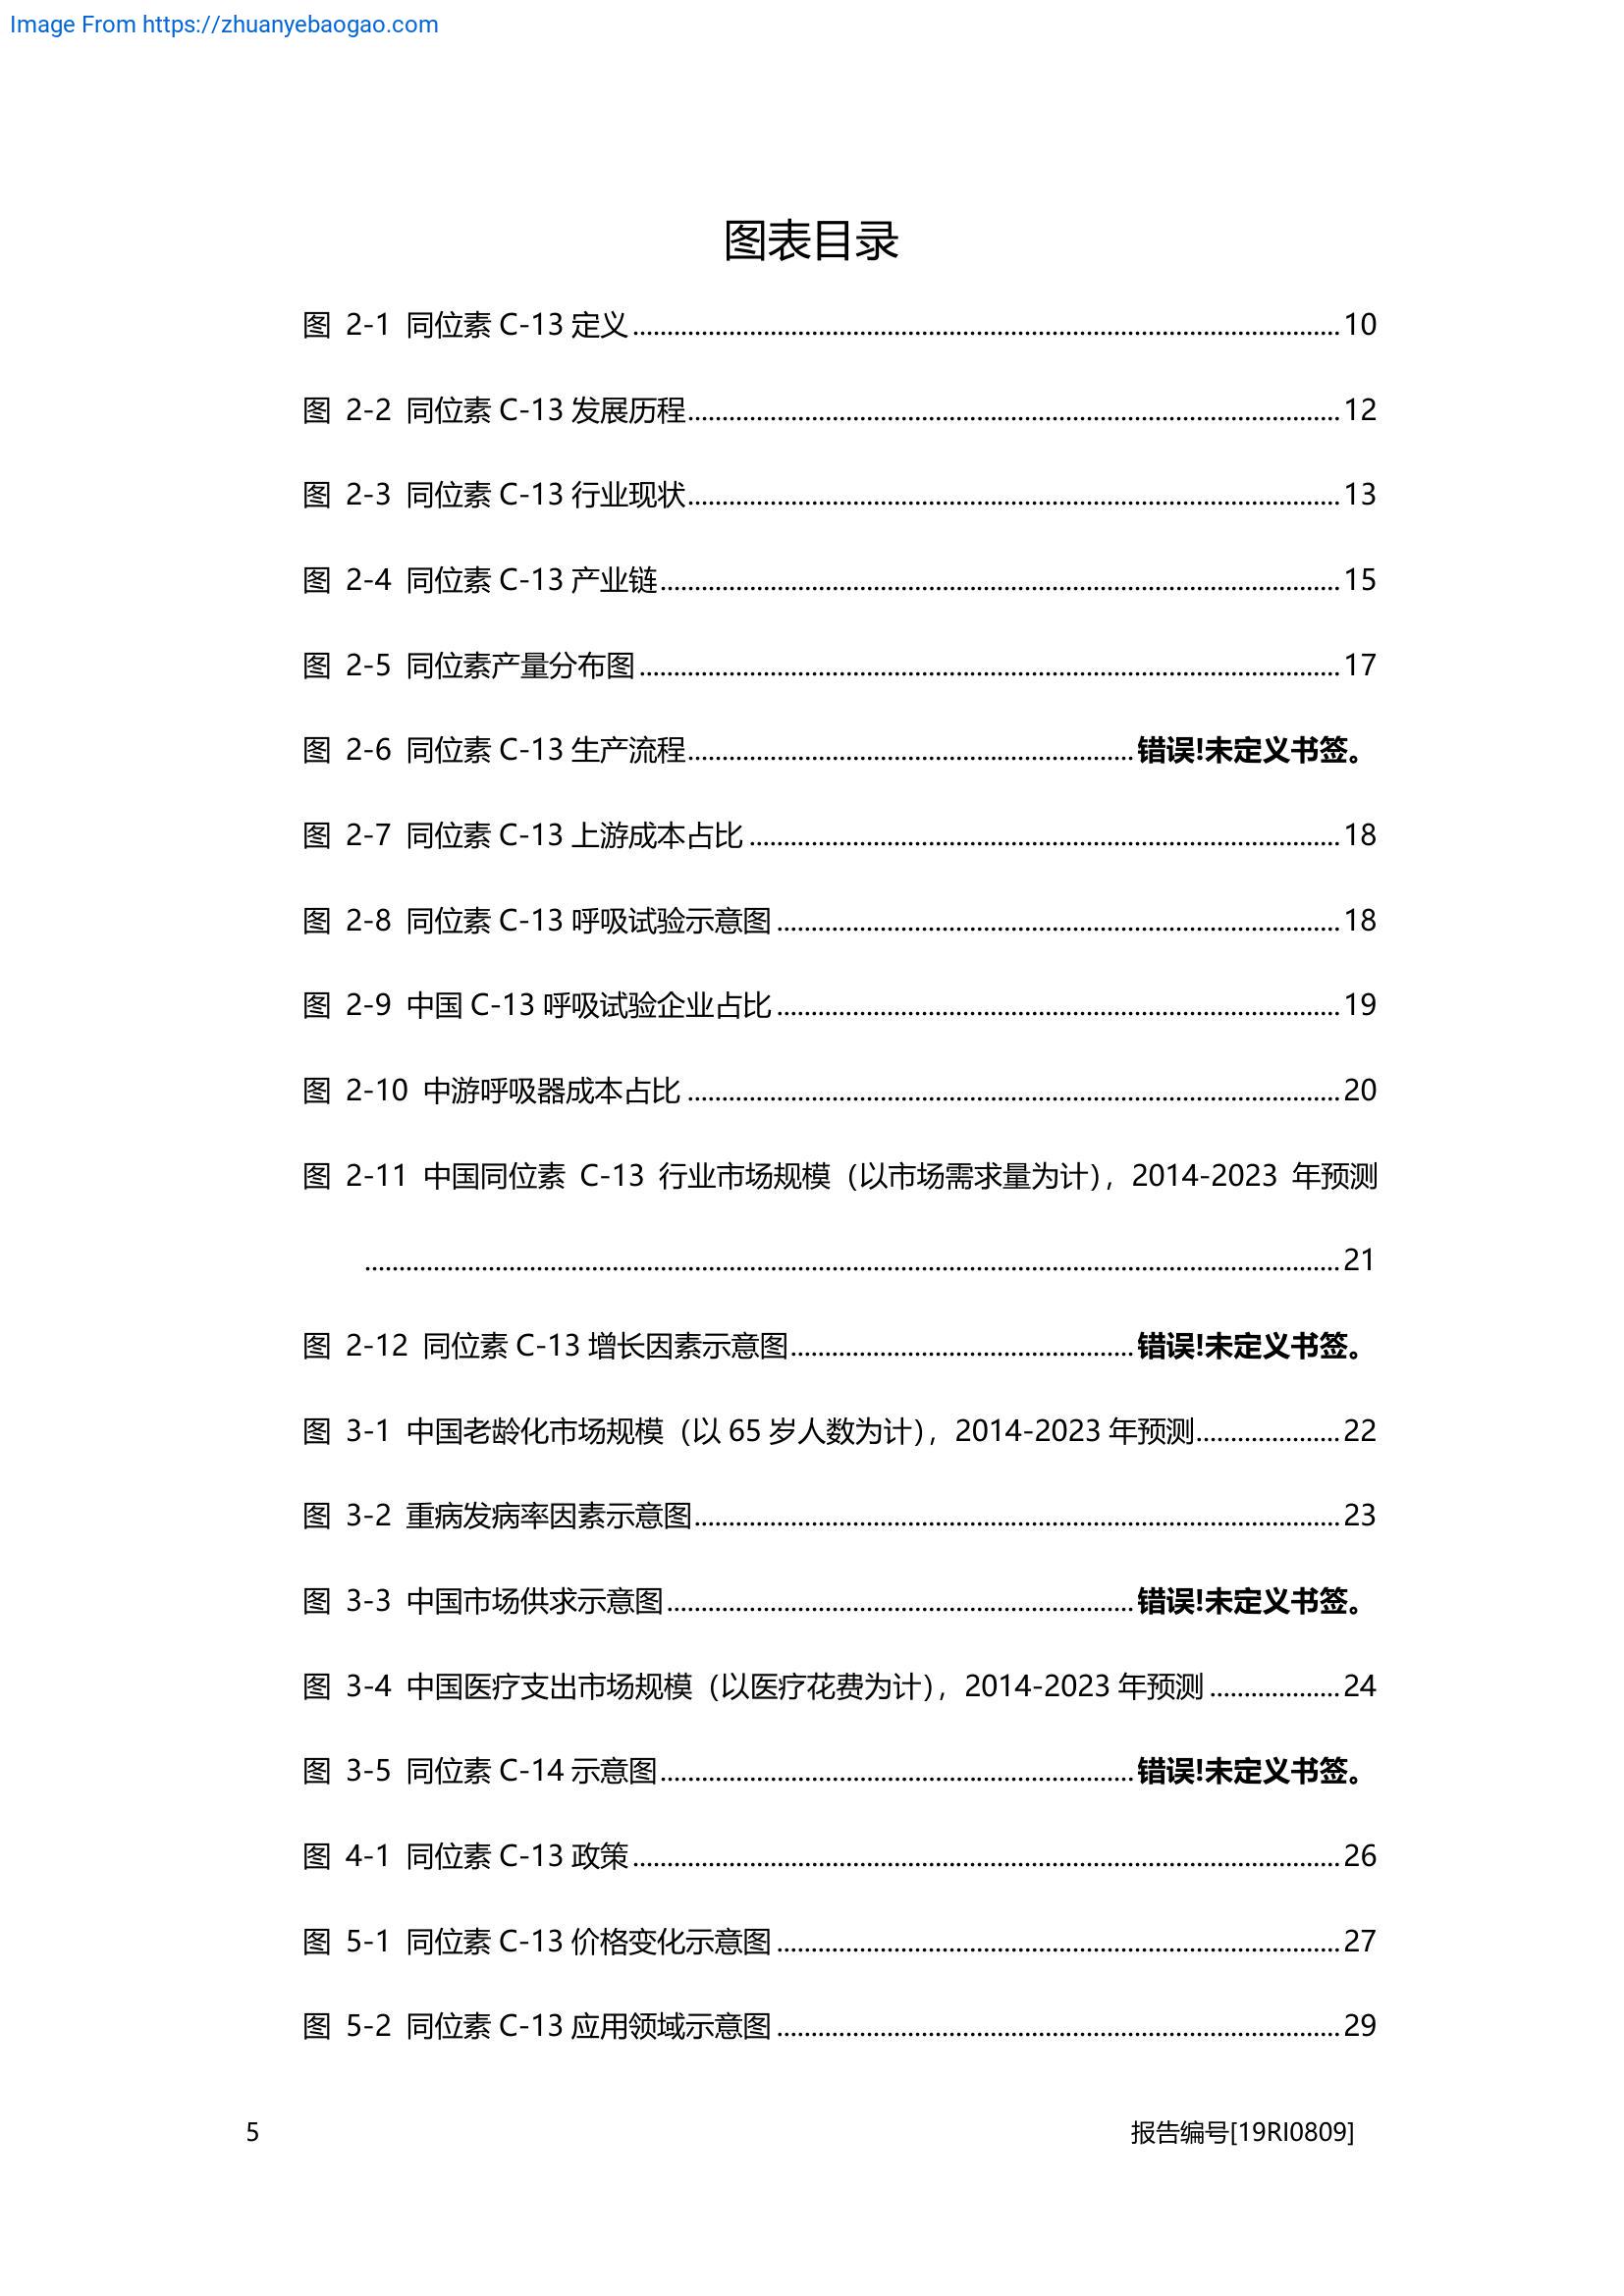 Image From https://zhuanyebaogao.com
图表目录
图 2-1 同位素 C-13 定义........................................10
图 2-2 同位素 C-13 发展历程........................................12
图 2-3 同位素 C-13 行业现状........................................13
图 2-4 同位素 C-13 产业链........................................15
图 2-5 同位素产量分布图........................................17
图 2-6 同位素 C-13 生产流程........................................错误!未定义书签。
图 2-7 同位素 C-13 上游成本占比........................................18
图 2-8 同位素 C-13 呼吸试验示意图........................................18
图 2-9 中国 C-13 呼吸试验企业占比........................................19
图 2-10 中游呼吸器成本占比........................................20
图 2-11 中国同位素 C-13 行业市场规模（以市场需求量为计），2014-2023 年预测
........................................21
图 2-12 同位素 C-13 增长因素示意图........................................错误!未定义书签。
图 3-1 中国老龄化市场规模（以 65 岁人数为计），2014-2023 年预测....................22
图 3-2 重病发病率因素示意图........................................23
图 3-3 中国市场供求示意图........................................错误!未定义书签。
图 3-4 中国医疗支出市场规模（以医疗花费为计），2014-2023 年预测...................24
图 3-5 同位素 C-14 示意图........................................错误!未定义书签。
图 4-1 同位素 C-13 政策........................................26
图 5-1 同位素 C-13 价格变化示意图........................................27
图 5-2 同位素 C-13 应用领域示意图........................................29
5 报告编号[19RI0809]